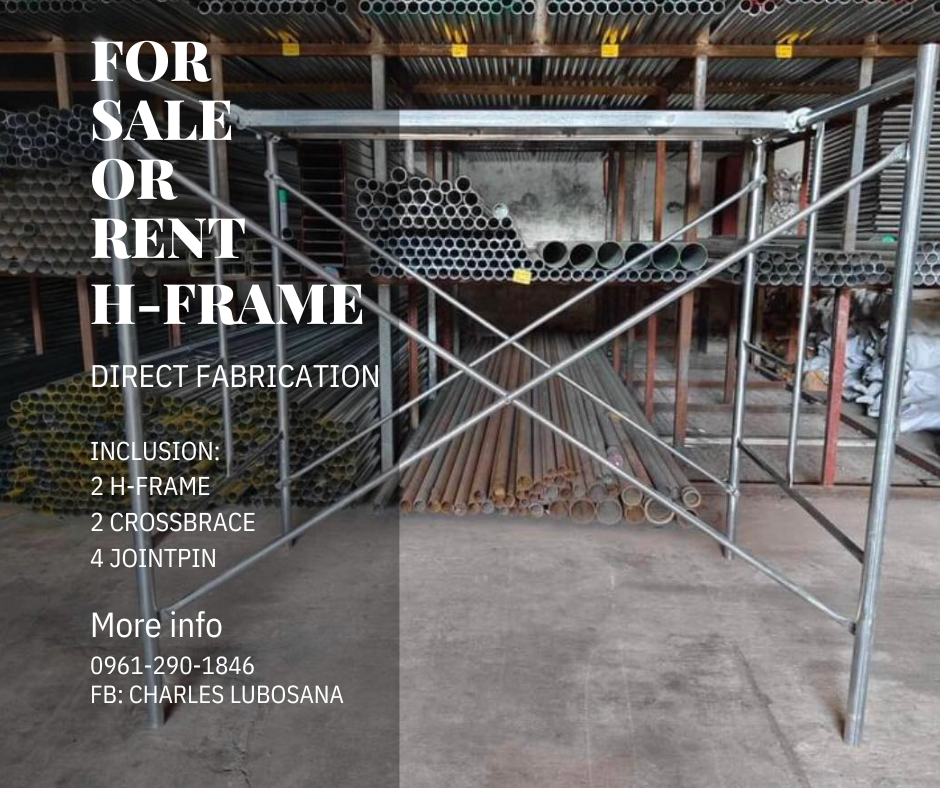 FOR
SALE
OR
RENT
H-FRAME
DIRECT FABRICATION
INCLUSION:
2 H-FRAME
2 CROSSBRACE
4 JOINTPIN
More info
0961-290-1846
FB: CHARLES LUBOSANA